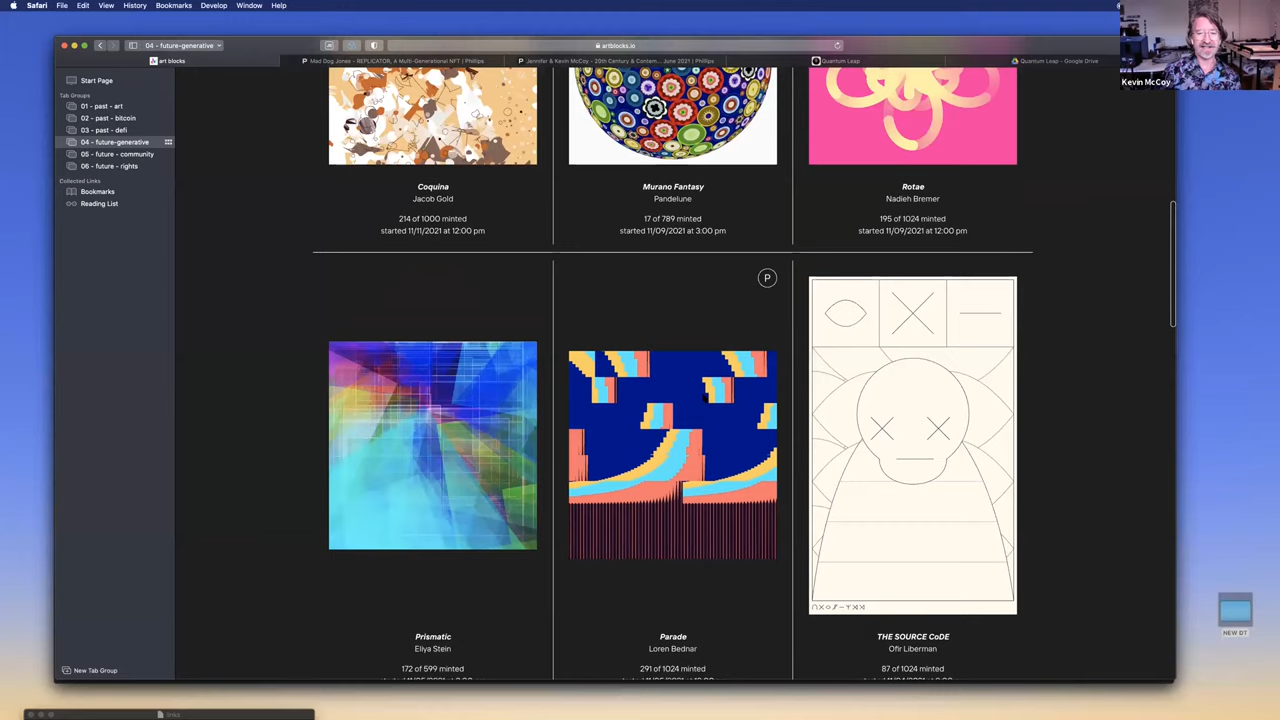 Safari File Edit View History Bookmarks Develop Window Help
04 - future-generative
artblocks.io
art blocks
Mad Dog Jones - REPLICATOR, A Multi-Generational NFT | Phillips
Jennifer & Kevin McCoy - 20th Century & Contem... June 2021 | Phillips
Quantum Leap
Quantum Leap - Google Drive
Kevin McCoy
Start Page
Tab Groups
01 - past - art
02 - past - bitcoin
03 - past - defi
04 - future-generative
05 - future - community
06 - future - rights
Collected Links
Bookmarks
Reading List
Coquina
Jacob Gold
214 of 1000 minted
started 11/11/2021 at 12:00 pm
Murano Fantasy
Pandelune
17 of 789 minted
started 11/09/2021 at 3:00 pm
Rotae
Nadieh Bremer
195 of 1024 minted
started 11/09/2021 at 12:00 pm
P
Prismatic
Eliya Stein
172 of 599 minted
Parade
Loren Bednar
291 of 1024 minted
THE SOURCE CoDE
Ofir Liberman
87 of 1024 minted
New Tab Group
NEW DT
links